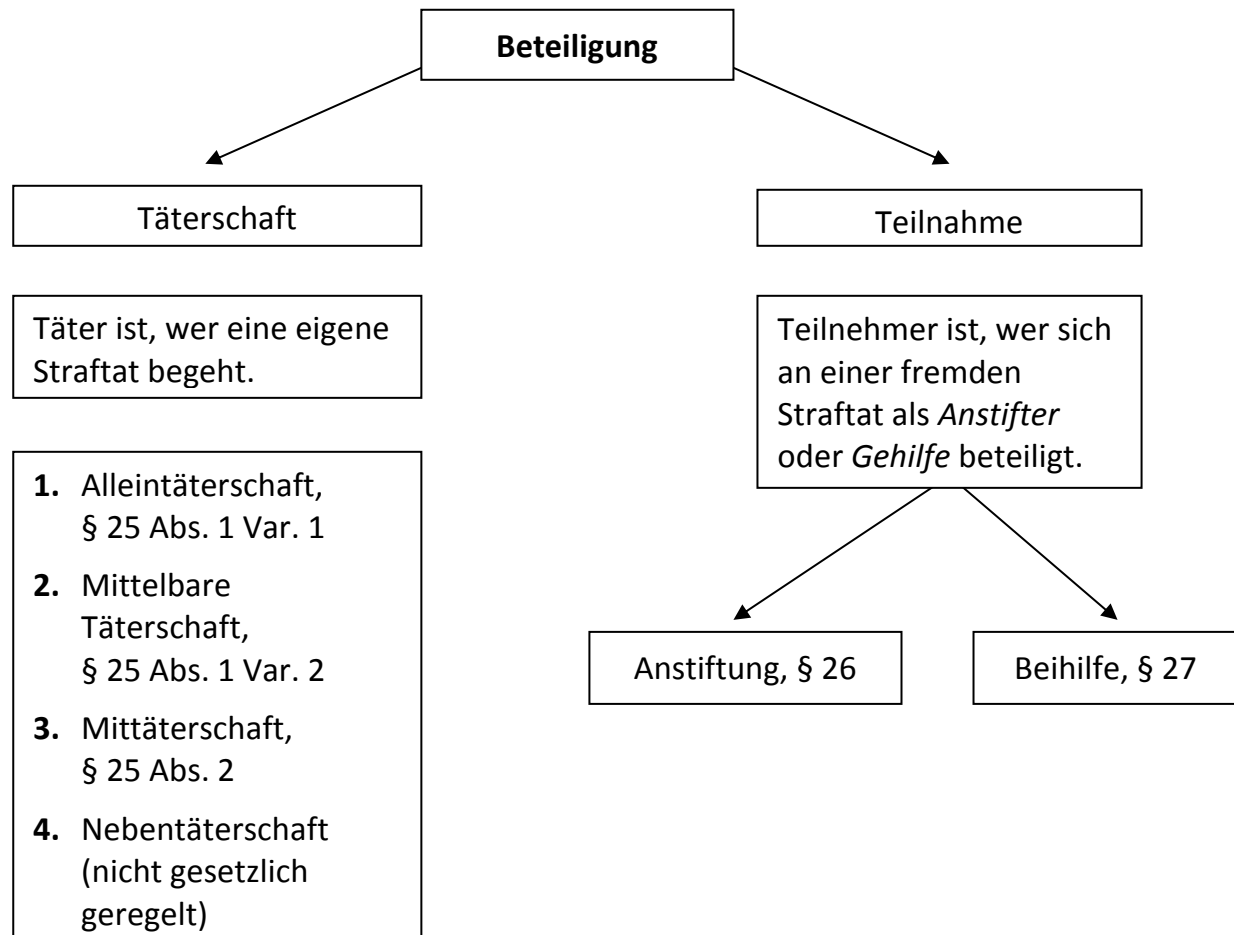 Beteiligung
Täterschaft
Teilnahme
Täter ist, wer eine eigene
Straftat begeht.
Teilnehmer ist, wer sich
an einer fremden
Straftat als Anstifter
oder Gehilfe beteiligt.
1. Alleintäterschaft,
§ 25 Abs. 1 Var. 1
2. Mittelbare
Täterschaft,
§ 25 Abs. 1 Var. 2
3. Mittäterschaft,
§ 25 Abs. 2
4. Nebentäterschaft
(nicht gesetzlich
geregelt)
Anstiftung, § 26
Beihilfe, § 27